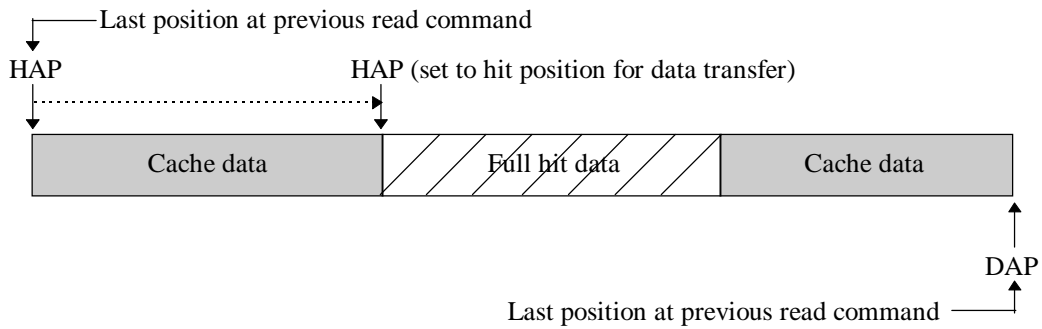 Last position at previous read command
HAP HAP (set to hit position for data transfer)
Cache data Full hit data Cache data
DAP
Last position at previous read command